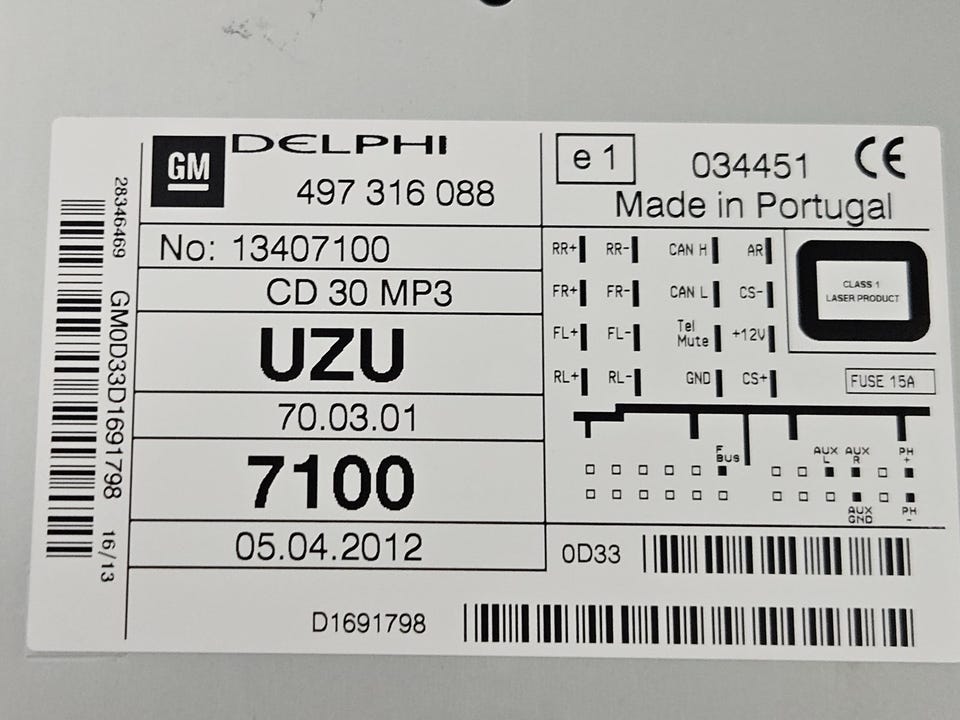 28346469
GM0D33D1691798
16/13
GM
DELPHI
497 316 088
No: 13407100
CD 30 MP3
UZU
70.03.01
7100
05.04.2012
e 1
034451
CE
Made in Portugal
RR+ RR- CAN H AR
FR+ FR- CAN L CS-
FL+ FL- Tel Mute +12V
RL+ RL- GND CS+
CLASS 1
LASER PRODUCT
FUSE 15A
F BUS
AUX L
AUX R
PH +
AUX GND
PH -
0D33
D1691798